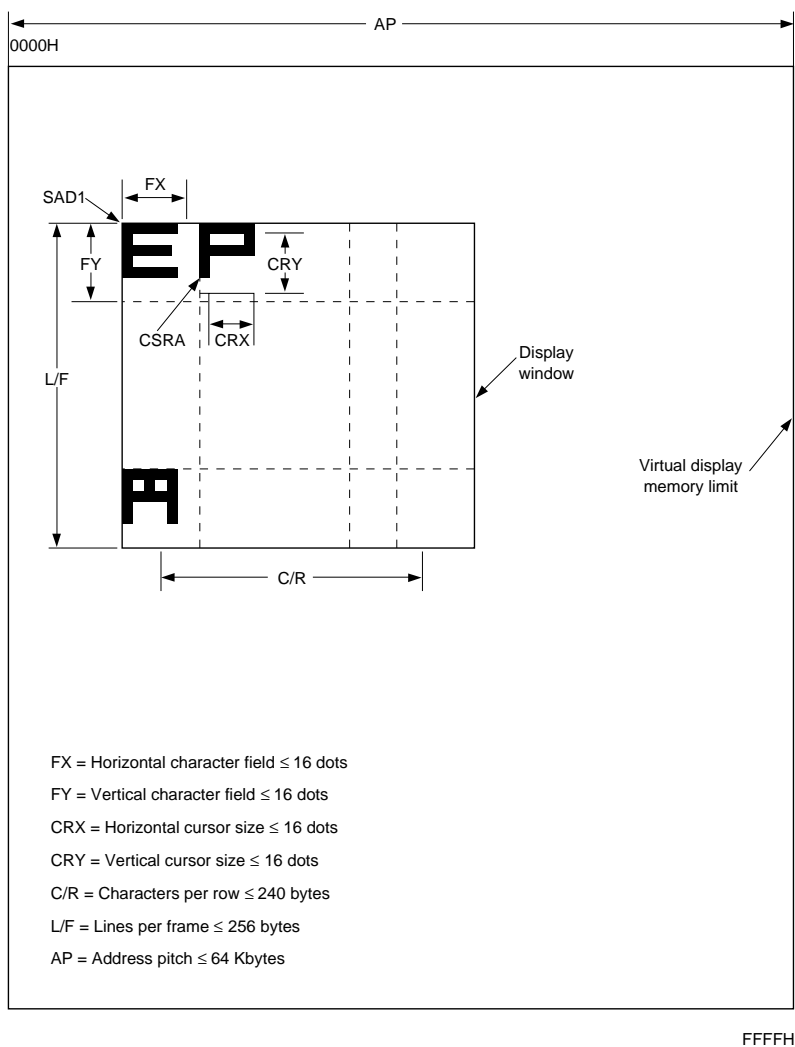 AP
0000H
FX
SAD1
FY
CRY
CSRA
CRX
L/F
Display
window
Virtual display
memory limit
C/R
FX = Horizontal character field ≤ 16 dots
FY = Vertical character field ≤ 16 dots
CRX = Horizontal cursor size ≤ 16 dots
CRY = Vertical cursor size ≤ 16 dots
C/R = Characters per row ≤ 240 bytes
L/F = Lines per frame ≤ 256 bytes
AP = Address pitch ≤ 64 Kbytes
FFFFH